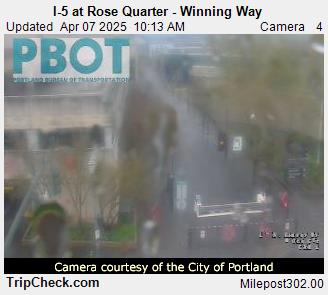 I-5 at Rose Quarter - Winning Way
Updated Apr 07 2025 10:13 AM Camera 4
PBOT
PORTLAND BUREAU OF TRANSPORTATION
Camera courtesy of the City of Portland
TripCheck.com Milepost302.00